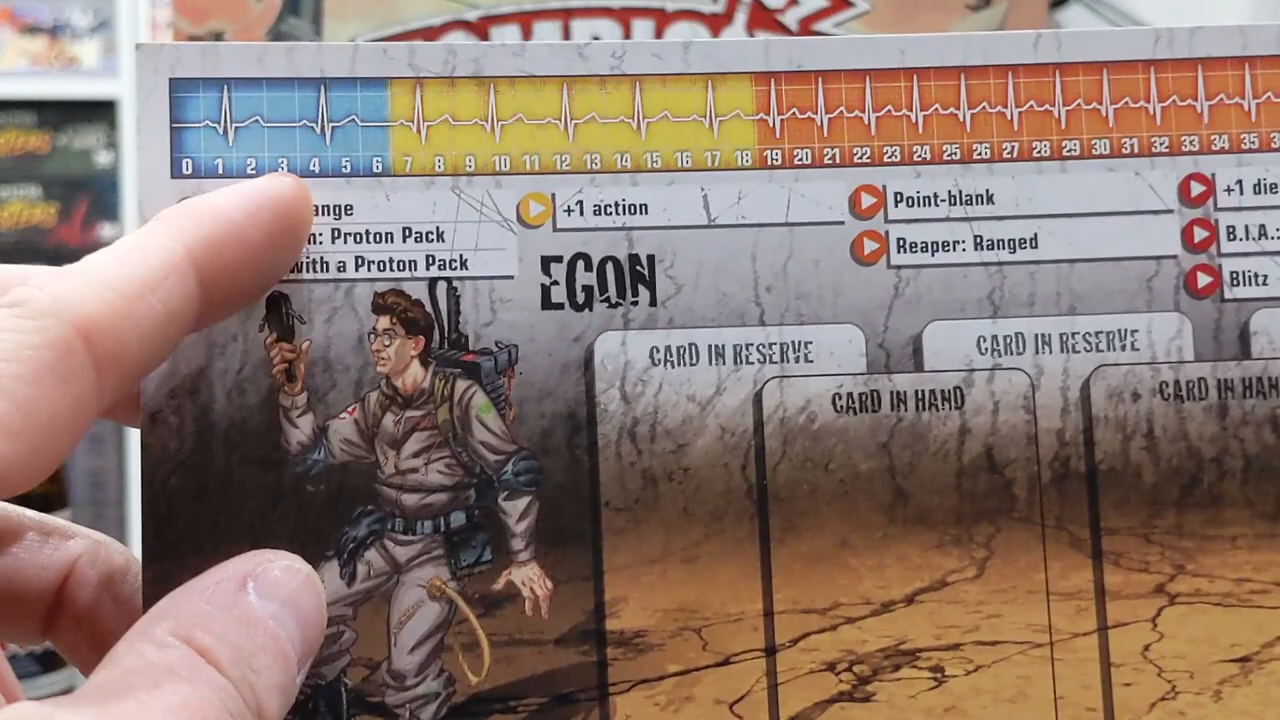 0 1 2 3 4 5 6 7 8 9 10 11 12 13 14 15 16 17 18 19 20 21 22 23 24 25 26 27 28 29 30 31 32 33 34 35
+1 action
Point-blank
Reaper: Ranged
+1 die
B.I.A.:
Blitz
: Proton Pack
with a Proton Pack
EGON
CARD IN RESERVE
CARD IN RESERVE
CARD IN HAND
CARD IN HAN